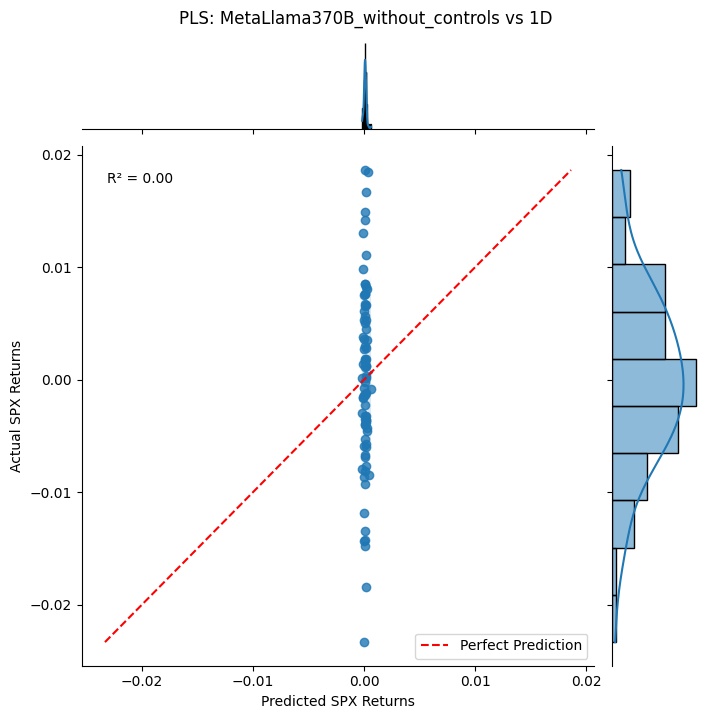 PLS: MetaLlama370B_without_controls vs 1D
R² = 0.00
0.02
0.01
0.00
−0.01
−0.02
Actual SPX Returns
Perfect Prediction
−0.02
−0.01
0.00
0.01
0.02
Predicted SPX Returns